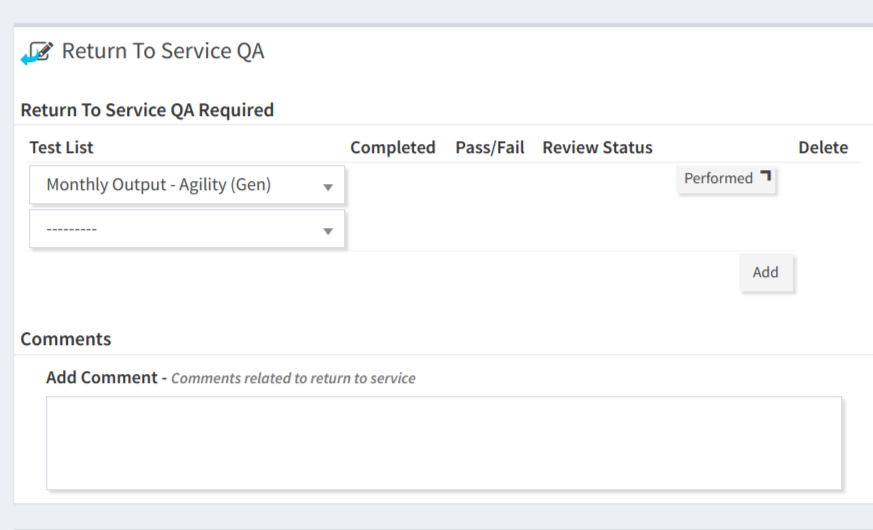 Return To Service QA
Return To Service QA Required
Test List Completed Pass/Fail Review Status Delete
Monthly Output - Agility (Gen)
Performed
---------
Add
Comments
Add Comment - Comments related to return to service